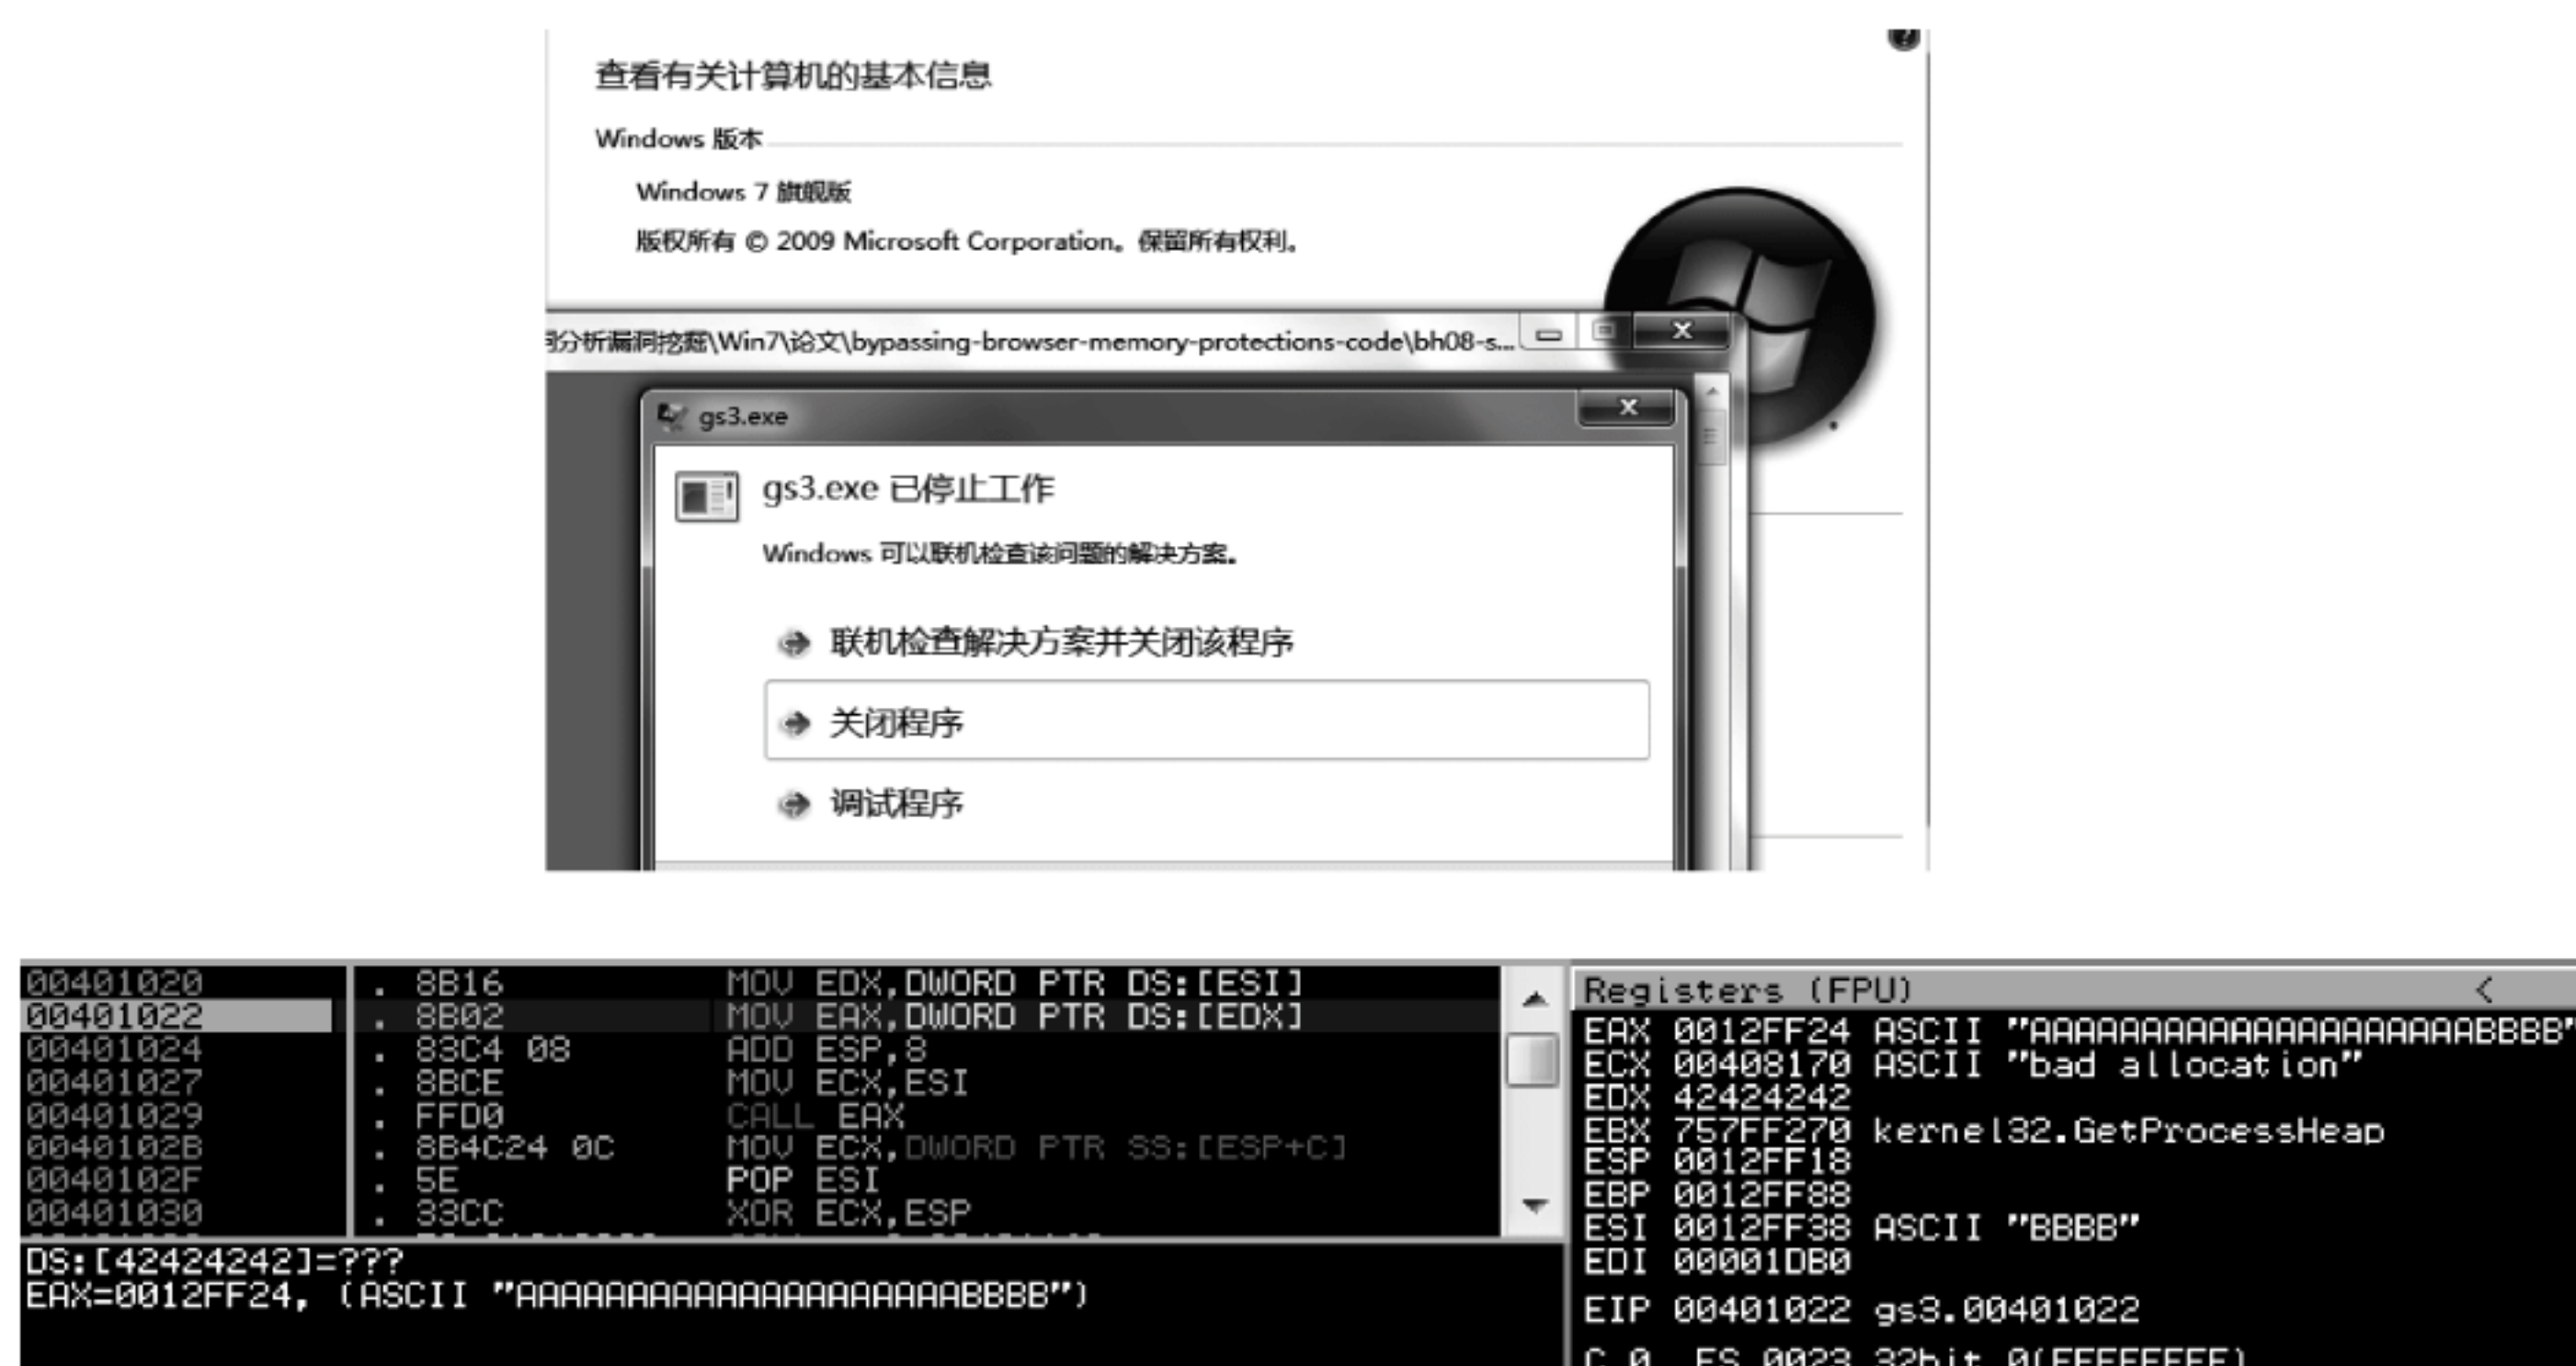 查看有关计算机的基本信息
Windows 版本
Windows 7 旗舰版
版权所有 © 2009 Microsoft Corporation。保留所有权利。
分析漏洞挖掘\Win7\论文\bypassing-browser-memory-protections-code\bh08-s...
gs3.exe
gs3.exe 已停止工作
Windows 可以联机检查该问题的解决方案。
联机检查解决方案并关闭该程序
关闭程序
调试程序
00401020 . 8B16 MOV EDX,DWORD PTR DS:[ESI]
00401022 . 8B02 MOV EAX,DWORD PTR DS:[EDX]
00401024 . 83C4 08 ADD ESP,8
00401027 . 8BCE MOV ECX,ESI
00401029 . FFD0 CALL EAX
0040102B . 8B4C24 0C MOV ECX,DWORD PTR SS:[ESP+C]
0040102F . 5E POP ESI
00401030 . 33CC XOR ECX,ESP
DS:[42424242]=???
EAX=0012FF24, (ASCII "AAAAAAAAAAAAAAAAAAAABBBB")
Registers (FPU) <
EAX 0012FF24 ASCII "AAAAAAAAAAAAAAAAAAAABBBB"
ECX 00408170 ASCII "bad allocation"
EDX 42424242
EBX 757FF270 kernel32.GetProcessHeap
ESP 0012FF18
EBP 0012FF88
ESI 0012FF38 ASCII "BBBB"
EDI 00001DB0
EIP 00401022 gs3.00401022
C 0 ES 0023 32bit 0(FFFFFFFF)